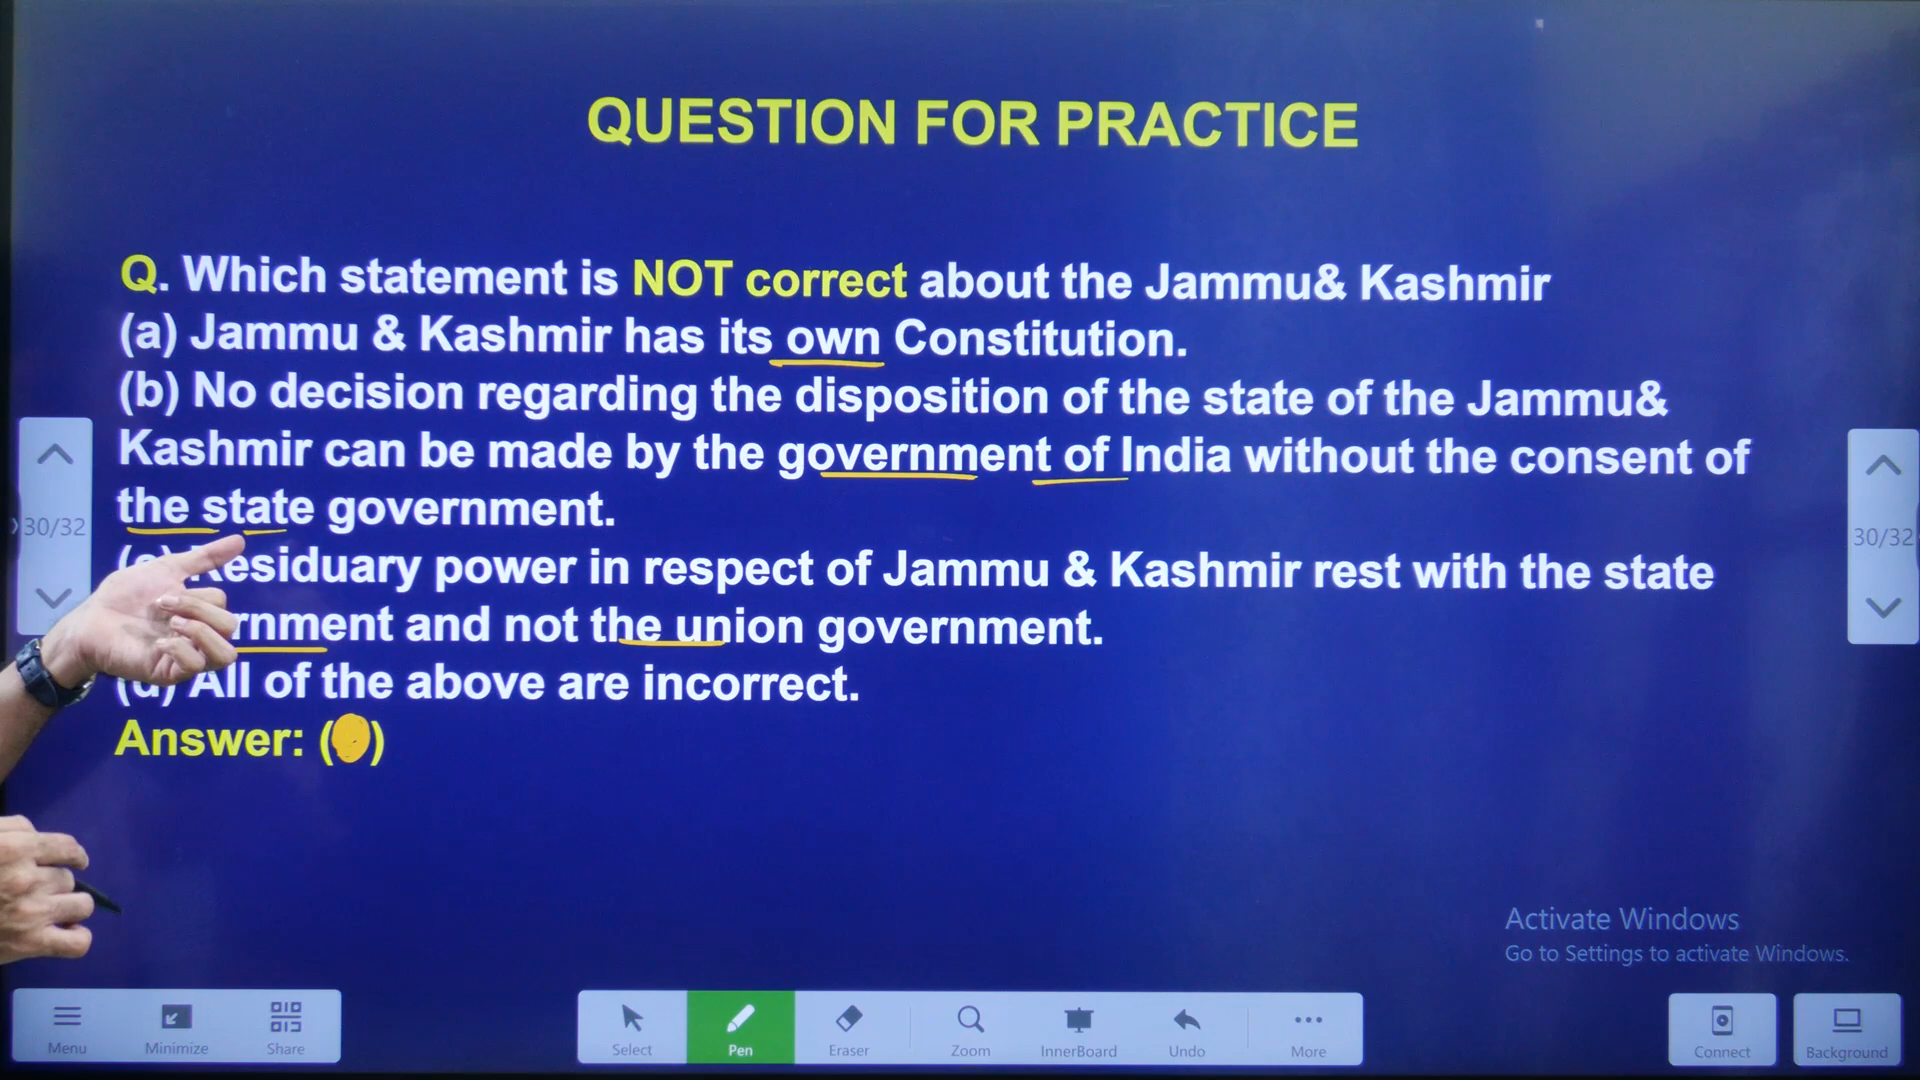 QUESTION FOR PRACTICE
Q. Which statement is NOT correct about the Jammu& Kashmir
(a) Jammu & Kashmir has its own Constitution.
(b) No decision regarding the disposition of the state of the Jammu&
Kashmir can be made by the government of India without the consent of
the state government.
Residuary power in respect of Jammu & Kashmir rest with the state
and not the union government.
(d) All of the above are incorrect.
Answer: ( )
30/32
30/32
Activate Windows
Go to Settings to activate Windows.
Menu Minimize Share Select Pen Eraser Zoom InnerBoard Undo More Connect Background